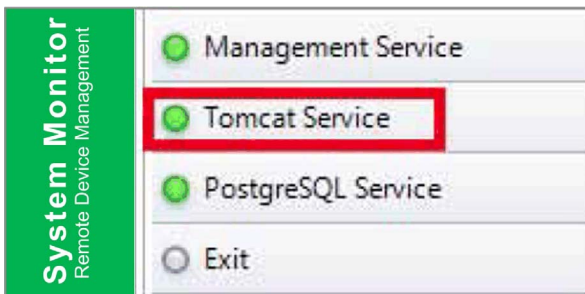 System Monitor
Remote Device Management
Management Service
Tomcat Service
PostgreSQL Service
Exit